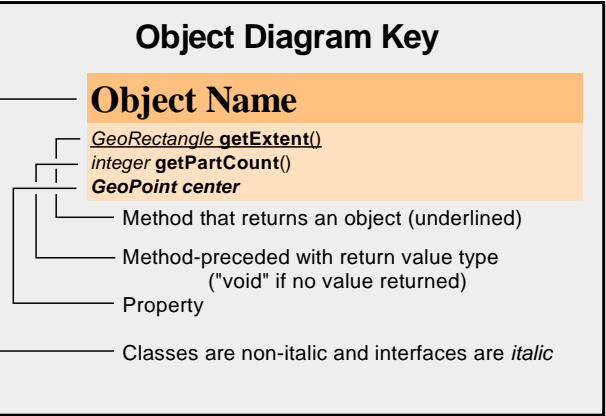 Object Diagram Key
Object Name
GeoRectangle getExtent()
integer getPartCount()
GeoPoint center
Method that returns an object (underlined)
Method-preceded with return value type
("void" if no value returned)
Property
Classes are non-italic and interfaces are italic